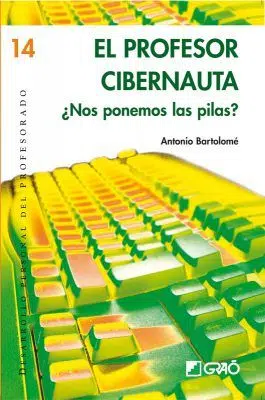 14
EL PROFESOR
CIBERNAUTA
¿Nos ponemos las pilas?
Antonio Bartolomé
DESARROLLO PERSONAL DEL PROFESORADO
GRAÓ